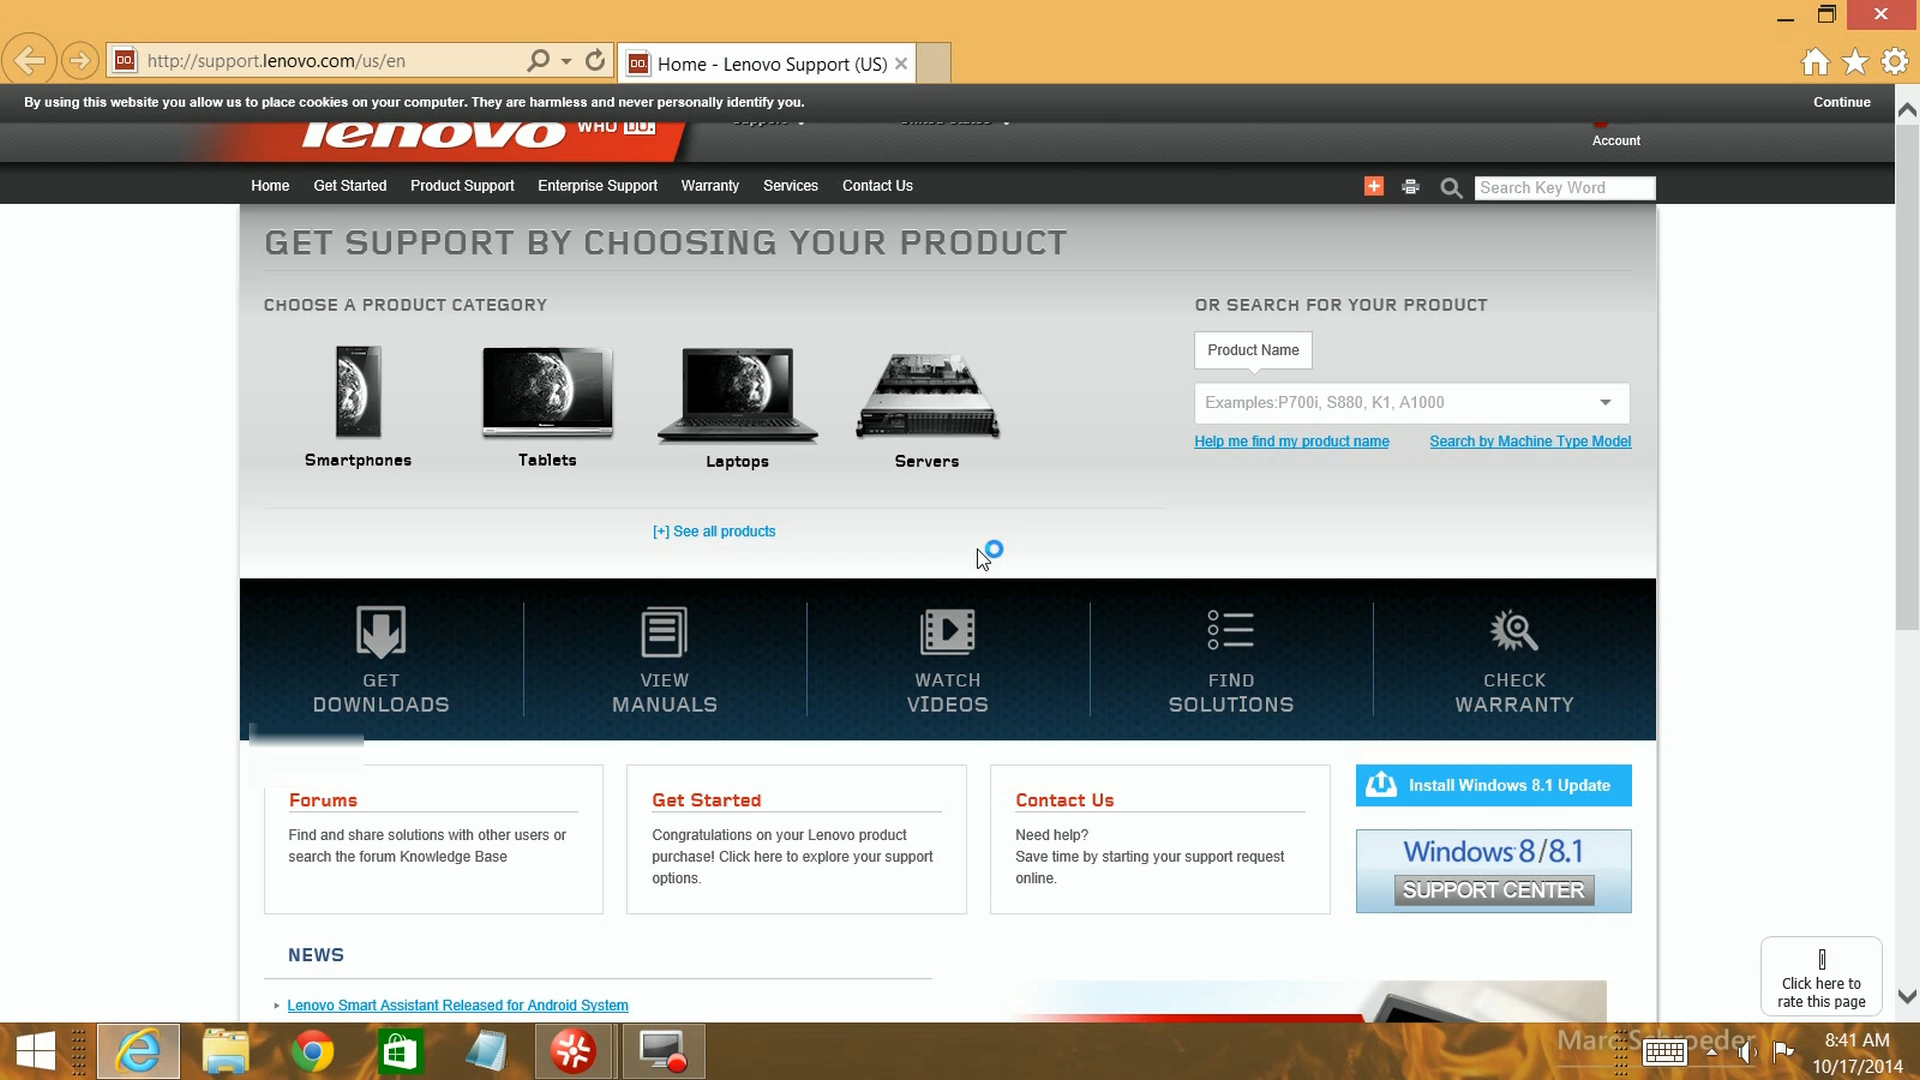 http://support.lenovo.com/us/en
DO. Home - Lenovo Support (US)
By using this website you allow us to place cookies on your computer. They are harmless and never personally identify you.
Continue
lenovo WHO DO.
Support
United States
Account
Home
Get Started
Product Support
Enterprise Support
Warranty
Services
Contact Us
Search Key Word
GET SUPPORT BY CHOOSING YOUR PRODUCT
CHOOSE A PRODUCT CATEGORY
OR SEARCH FOR YOUR PRODUCT
Product Name
Examples:P700i, S880, K1, A1000
Help me find my product name
Search by Machine Type Model
Smartphones
Tablets
Laptops
Servers
[+] See all products
GET
DOWNLOADS
VIEW
MANUALS
WATCH
VIDEOS
FIND
SOLUTIONS
CHECK
WARRANTY
Forums
Find and share solutions with other users or
search the forum Knowledge Base
Get Started
Congratulations on your Lenovo product
purchase! Click here to explore your support
options.
Contact Us
Need help?
Save time by starting your support request
online.
Install Windows 8.1 Update
Windows 8/8.1
SUPPORT CENTER
NEWS
Lenovo Smart Assistant Released for Android System
Click here to
rate this page
Marc Schroeder
8:41 AM
10/17/2014